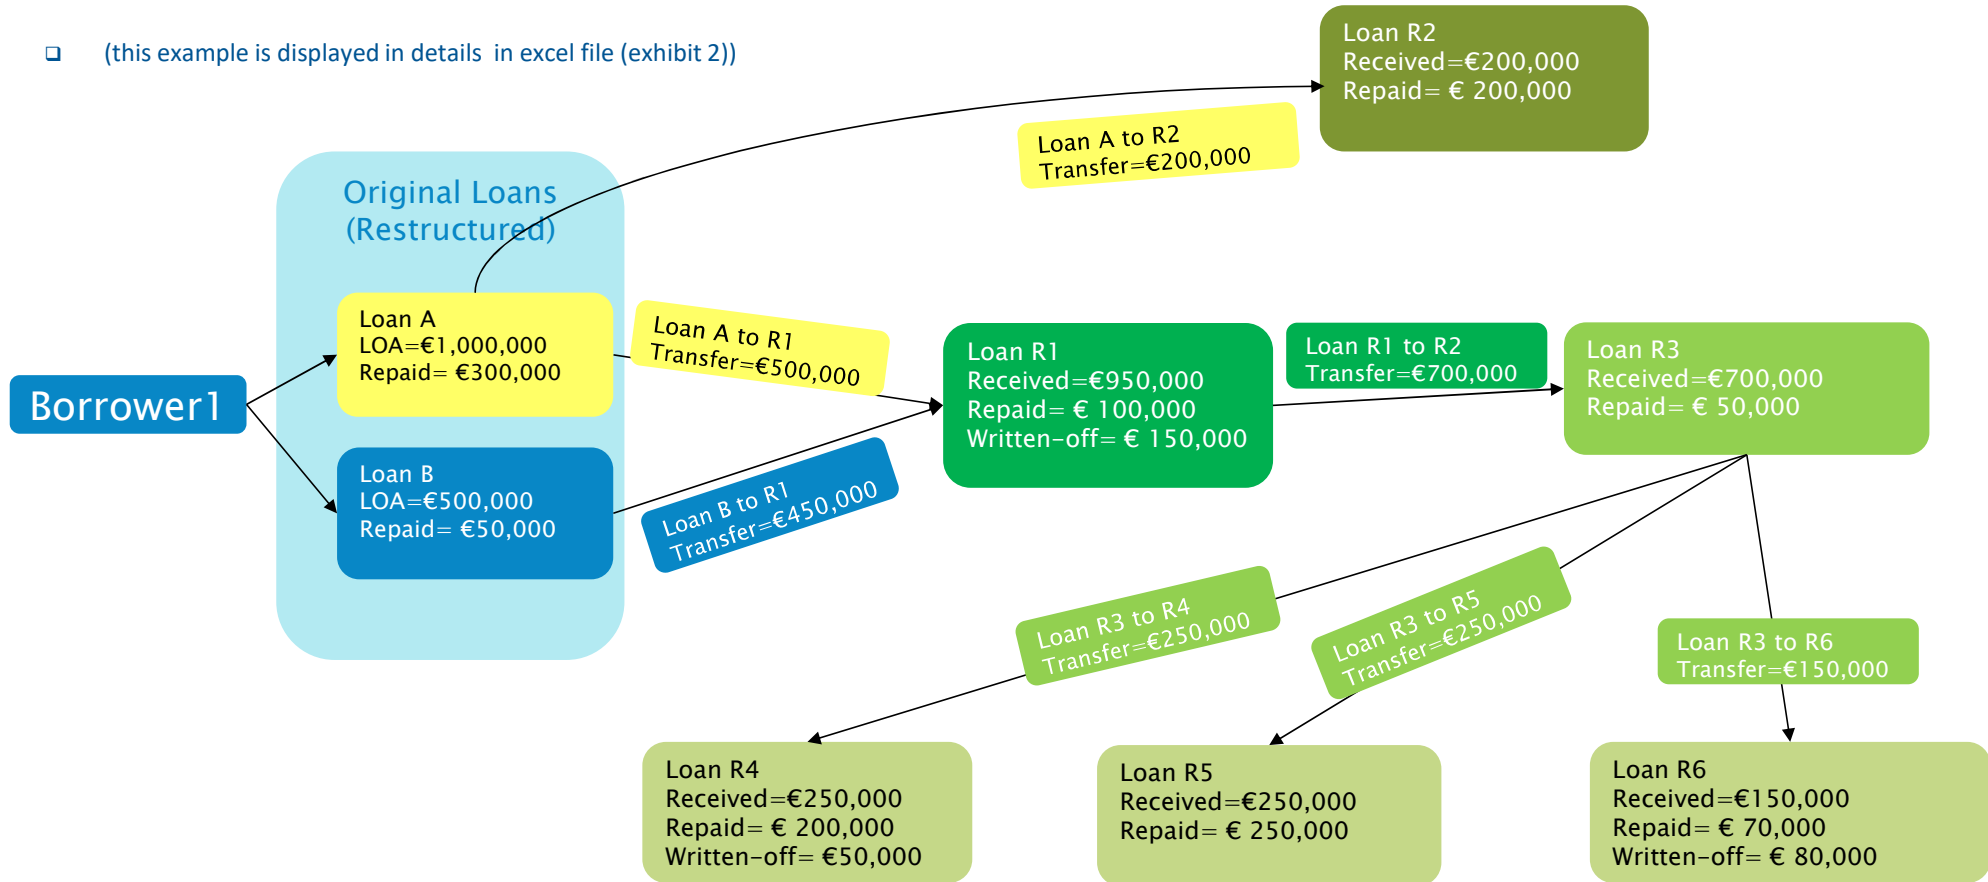 ❑ (this example is displayed in details in excel file (exhibit 2))
Loan R2
Received=€200,000
Repaid= € 200,000
Loan A to R2
Transfer=€200,000
Original Loans
(Restructured)
Loan A
LOA=€1,000,000
Repaid= €300,000
Loan A to R1
Transfer=€500,000
Borrower1
Loan B
LOA=€500,000
Repaid= €50,000
Loan B to R1
Transfer=€450,000
Loan R1
Received=€950,000
Repaid= € 100,000
Written-off= € 150,000
Loan R1 to R2
Transfer=€700,000
Loan R3
Received=€700,000
Repaid= € 50,000
Loan R3 to R4
Transfer=€250,000
Loan R3 to R5
Transfer=€250,000
Loan R3 to R6
Transfer=€150,000
Loan R4
Received=€250,000
Repaid= € 200,000
Written-off= €50,000
Loan R5
Received=€250,000
Repaid= € 250,000
Loan R6
Received=€150,000
Repaid= € 70,000
Written-off= € 80,000